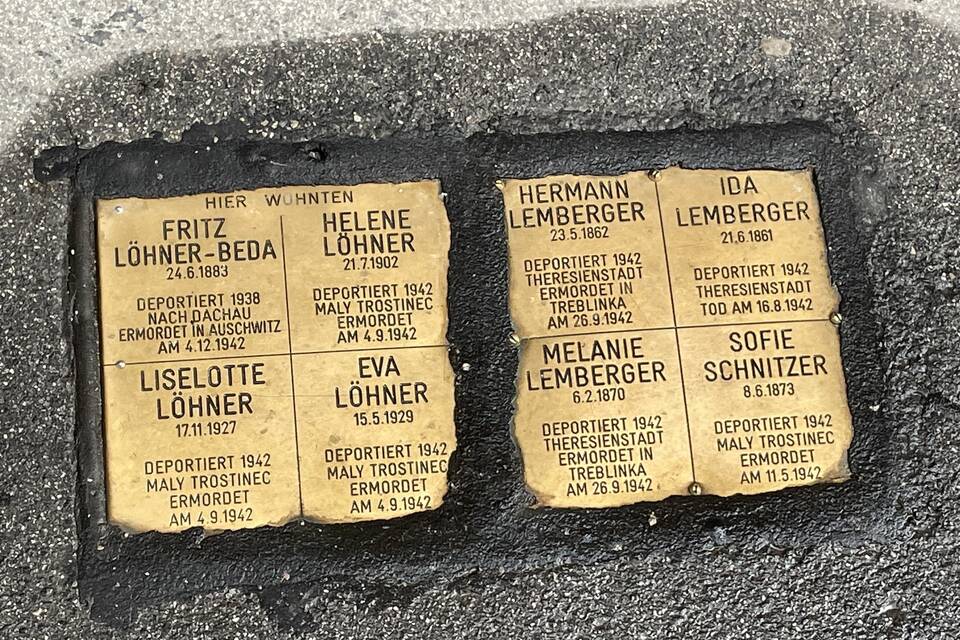 HIER WOHNTEN
FRITZ
LÖHNER-BEDA
24.6.1883
DEPORTIERT 1938
NACH DACHAU
ERMORDET IN AUSCHWITZ
AM 4.12.1942
HELENE
LÖHNER
21.7.1902
DEPORTIERT 1942
MALY TROSTINEC
ERMORDET
AM 4.9.1942
LISELOTTE
LÖHNER
17.11.1927
DEPORTIERT 1942
MALY TROSTINEC
ERMORDET
AM 4.9.1942
EVA
LÖHNER
15.5.1929
DEPORTIERT 1942
MALY TROSTINEC
ERMORDET
AM 4.9.1942
HERMANN
LEMBERGER
23.5.1862
DEPORTIERT 1942
THERESIENSTADT
ERMORDET IN
TREBLINKA
AM 26.9.1942
IDA
LEMBERGER
21.6.1861
DEPORTIERT 1942
THERESIENSTADT
TOD AM 16.8.1942
MELANIE
LEMBERGER
6.2.1870
DEPORTIERT 1942
THERESIENSTADT
ERMORDET IN
TREBLINKA
AM 26.9.1942
SOFIE
SCHNITZER
8.6.1873
DEPORTIERT 1942
MALY TROSTINEC
ERMORDET
AM 11.5.1942